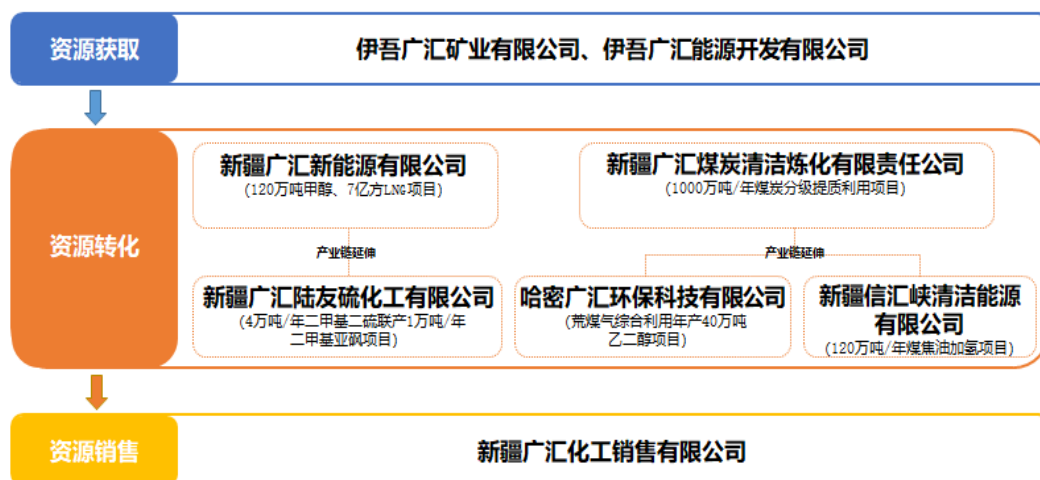 资源获取
伊吾广汇矿业有限公司、伊吾广汇能源开发有限公司
资源转化
新疆广汇新能源有限公司
(120万吨甲醇、7亿方LNG项目)
新疆广汇煤炭清洁炼化有限责任公司
(1000万吨/年煤炭分级提质利用项目)
产业链延伸
产业链延伸
新疆广汇陆友硫化工有限公司
(4万吨/年二甲基二硫联产1万吨/年
二甲基亚砜项目)
哈密广汇环保科技有限公司
(荒煤气综合利用年产40万吨
乙二醇项目)
新疆信汇峡清洁能源
有限公司
(120万吨/年煤焦油加氢项目)
资源销售
新疆广汇化工销售有限公司